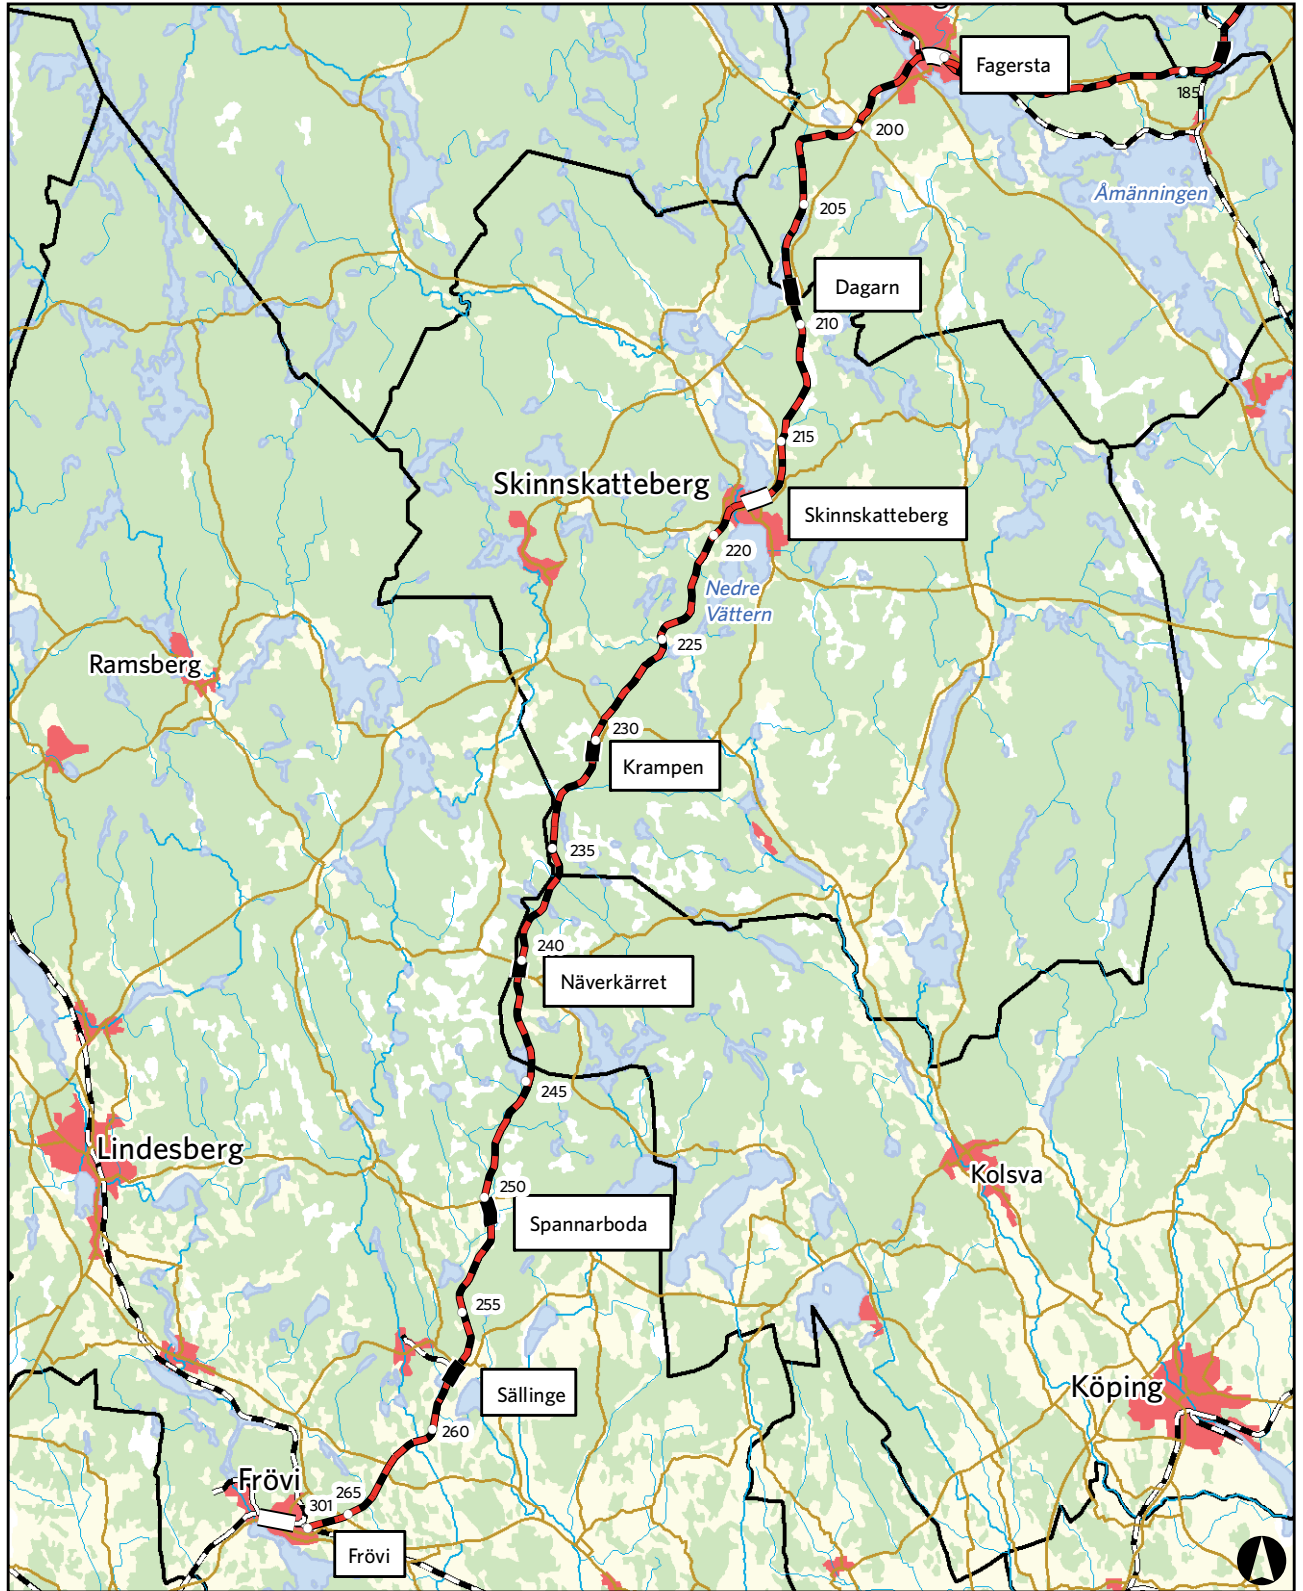 Fagersta
185
200
Åmänningen
205
Dagarn
210
215
Skinnskatteberg
Skinnskatteberg
220
Nedre
Vättern
225
Ramsberg
230
Krampen
235
240
Näverkärret
245
Lindesberg
Kolsva
250
Spannarboda
255
Köping
Sällinge
260
Frövi
265
301
Frövi